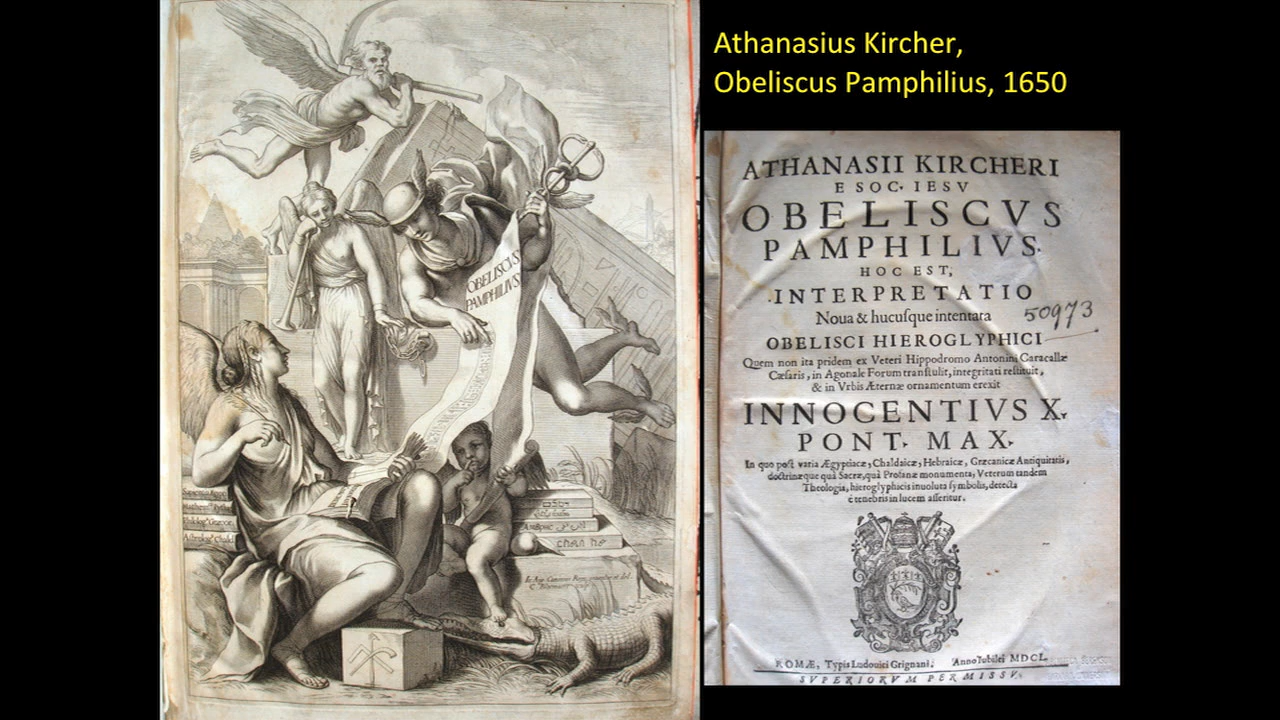 Athanasius Kircher,
Obeliscus Pamphilius, 1650
OBELISCUS
PAMPHILIUS
ATHANASII KIRCHERI
E SOC. IESV
OBELISCVS
PAMPHILIVS.
HOC EST,
INTERPRETATIO
Noua & hucuſque intentata
50973
OBELISCI HIEROGLYPHICI
Quem non ita pridem ex Veteri Hippodromo Antonini Caracallæ
Cæſaris, in Agonale Forum tranſtulit, integritati reſtituit,
& in Vrbis Æternæ ornamentum erexit
INNOCENTIVS X.
PONT. MAX.
In quo poſt varia Ægyptiacæ, Chaldaicæ, Hebraicæ, Græcanicæ Antiquitatis,
doctrinæque quà Sacræ, quà Profanæ monumenta, Veterum tandem
Theologia, hieroglyphicis inuoluta ſymbolis, detecta
è tenebris in lucem aſſeritur.
ROMÆ, Typis Ludouici Grignani. Anno Iubilei MDCL.
SVPERIORVM PERMISSV.